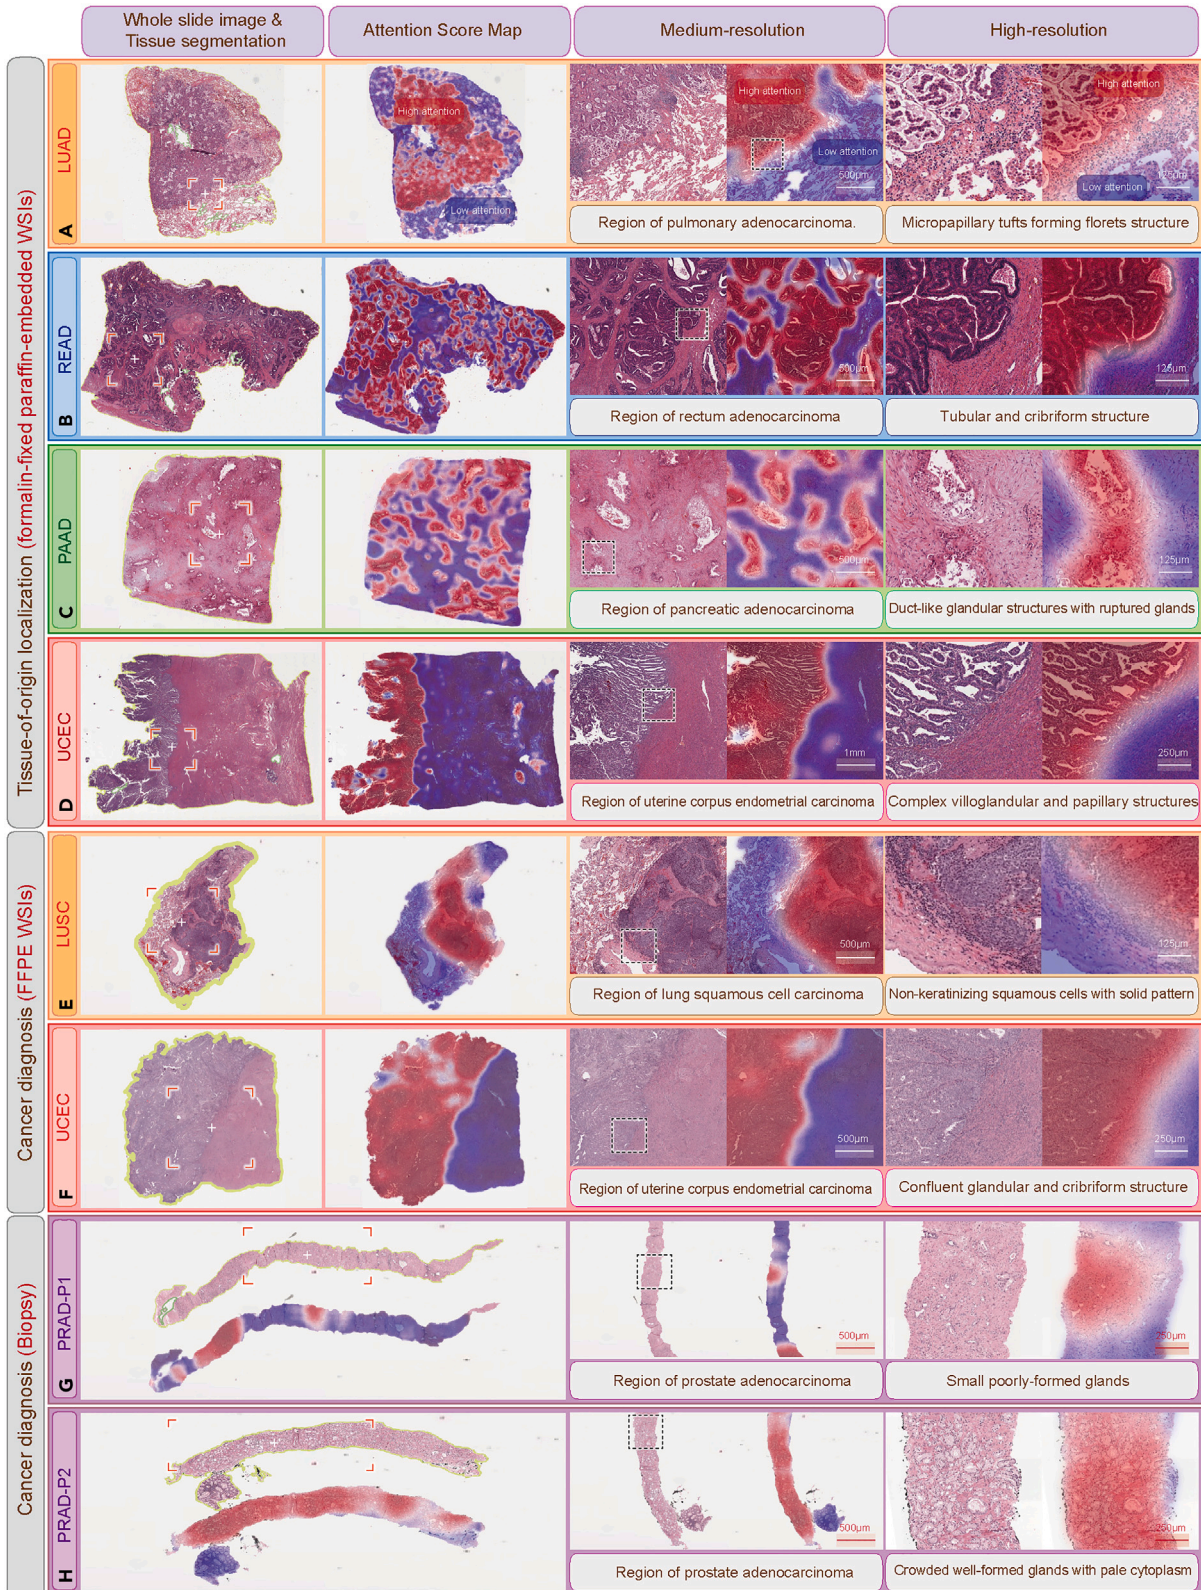 Whole slide image &
Tissue segmentation
Attention Score Map
Medium-resolution
High-resolution
Tissue-of-origin localization (formalin-fixed paraffin-embedded WSIs)
A
LUAD
High attention
Low attention
High attention
Low attention
500μm
High attention
Low attention
125μm
Region of pulmonary adenocarcinoma.
Micropapillary tufts forming florets structure
B
READ
500μm
125μm
Region of rectum adenocarcinoma
Tubular and cribriform structure
C
PAAD
500μm
125μm
Region of pancreatic adenocarcinoma
Duct-like glandular structures with ruptured glands
D
UCEC
1mm
250μm
Region of uterine corpus endometrial carcinoma
Complex villoglandular and papillary structures
Cancer diagnosis (FFPE WSIs)
E
LUSC
500μm
125μm
Region of lung squamous cell carcinoma
Non-keratinizing squamous cells with solid pattern
F
UCEC
500μm
250μm
Region of uterine corpus endometrial carcinoma
Confluent glandular and cribriform structure
Cancer diagnosis (Biopsy)
G
PRAD-P1
500μm
250μm
Region of prostate adenocarcinoma
Small poorly-formed glands
H
PRAD-P2
500μm
250μm
Region of prostate adenocarcinoma
Crowded well-formed glands with pale cytoplasm